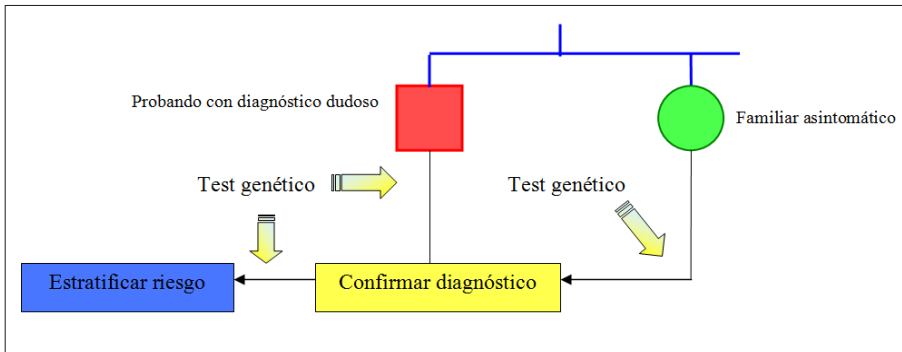 Probando con diagnóstico dudoso
Familiar asintomático
Test genético
Test genético
Estratificar riesgo
Confirmar diagnóstico